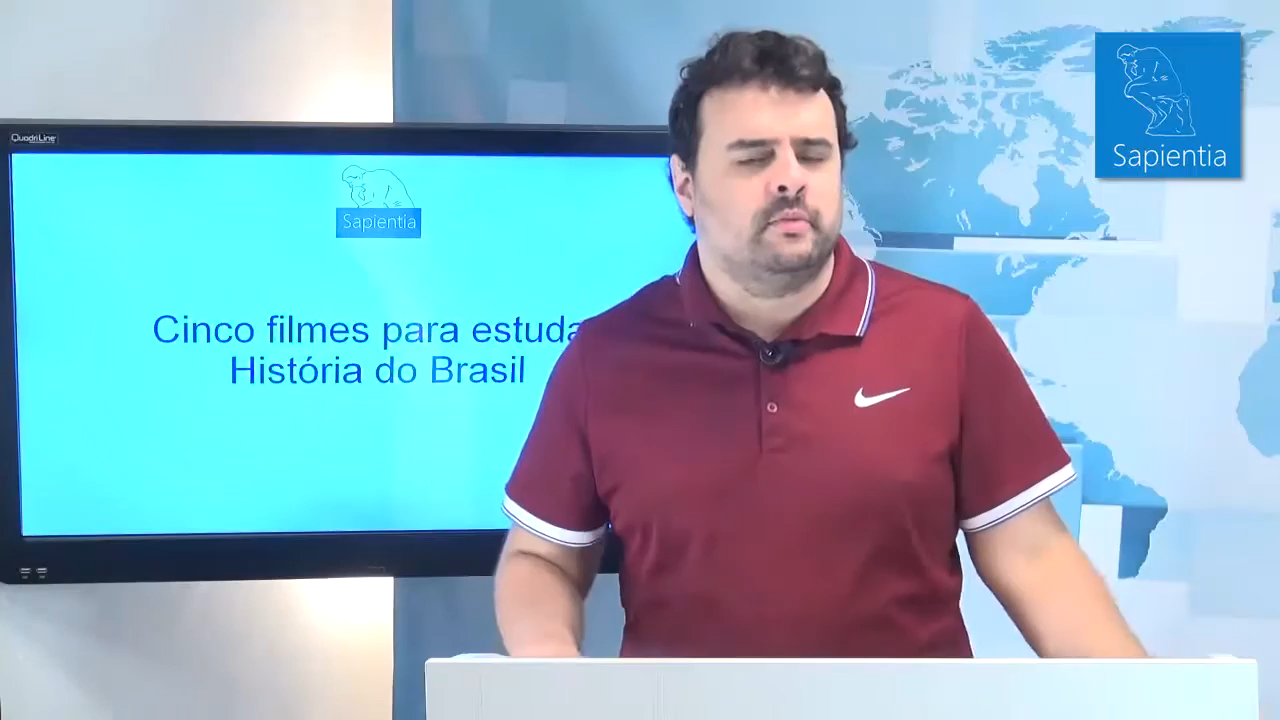 QuadriLine
Sapientia
Cinco filmes para estuda
História do Brasil
Sapientia